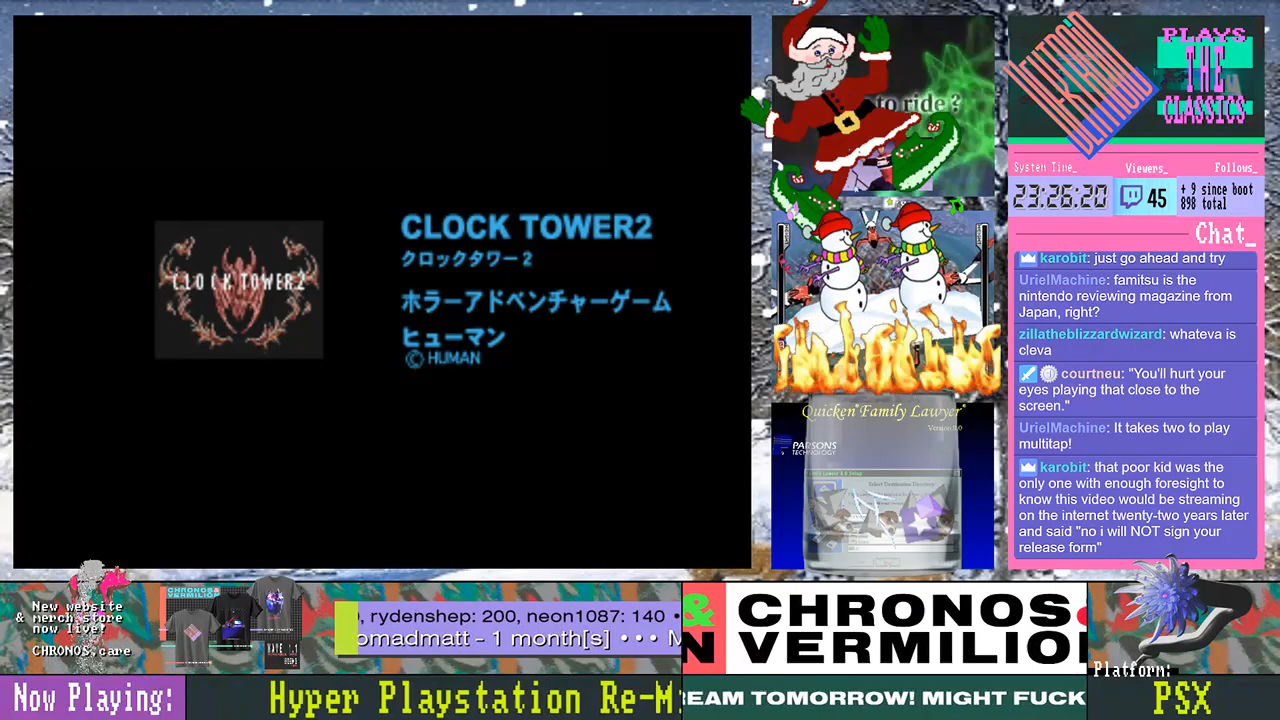 CLOCK TOWER2
CLOCK TOWER2
クロックタワー2
ホラーアドベンチャーゲーム
ヒューマン
© HUMAN
to ride?
Quicken Family Lawyer
Version 8.0
PARSONS
TECHNOLOGY
PLAYS
THE
CLASSICS
System Time_
Viewers_
Follows_
23:26:20
45
+ 9 since boot
898 total
Chat_
karobit: just go ahead and try
UrielMachine: famitsu is the
nintendo reviewing magazine from
Japan, right?
zillatheblizzardwizard: whateva is
cleva
courtneu: "You'll hurt your
eyes playing that close to the
screen."
UrielMachine: It takes two to play
multitap!
karobit: that poor kid was the
only one with enough foresight to
know this video would be streaming
on the internet twenty-two years later
and said "no i will NOT sign your
release form"
New website
& merch store
now live!
CHRONOS.care
CHRONOS&
VERMILION
, rydenshep: 200, neon1087: 140 •
omadmatt - 1 month[s] • • • M
& CHRONOS&
N VERMILIO
Platform:
Now Playing:
Hyper Playstation Re-M
EAM TOMORROW! MIGHT FUCK
PSX